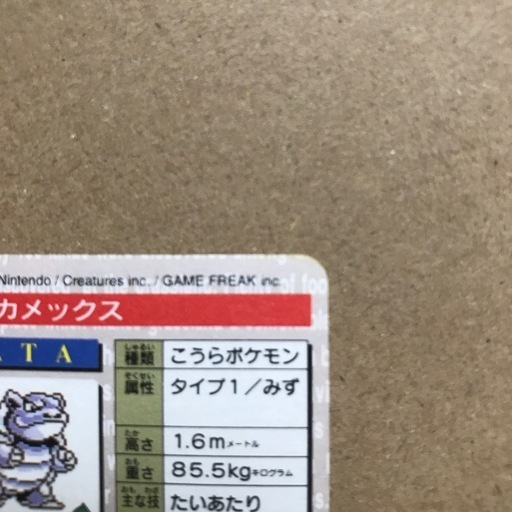 Nintendo / Creatures inc. / GAME FREAK inc.
カメックス
ATA
しゅるい
種類 こうらポケモン
ぞくせい
属性 タイプ1／みず
たか
高さ 1.6mメートル
おも
重さ 85.5kgキログラム
おも わざ
主な技 たいあたり